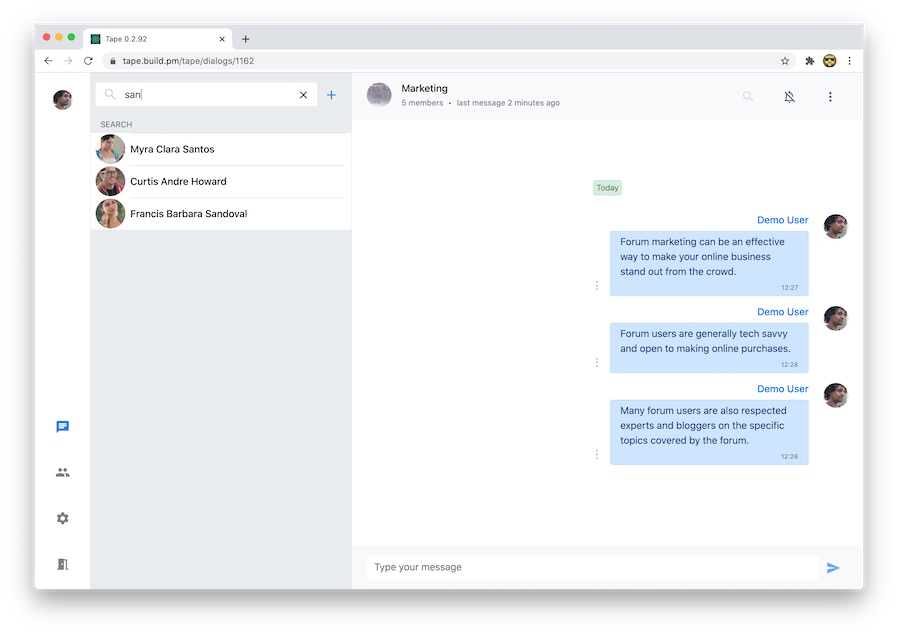 Tape 0.2.92
tape.build.pm/tape/dialogs/1162
san
SEARCH
Myra Clara Santos
Curtis Andre Howard
Francis Barbara Sandoval
Marketing
5 members • last message 2 minutes ago
Today
Demo User
Forum marketing can be an effective
way to make your online business
stand out from the crowd.
12:27
Demo User
Forum users are generally tech savvy
and open to making online purchases.
12:28
Demo User
Many forum users are also respected
experts and bloggers on the specific
topics covered by the forum.
12:28
Type your message